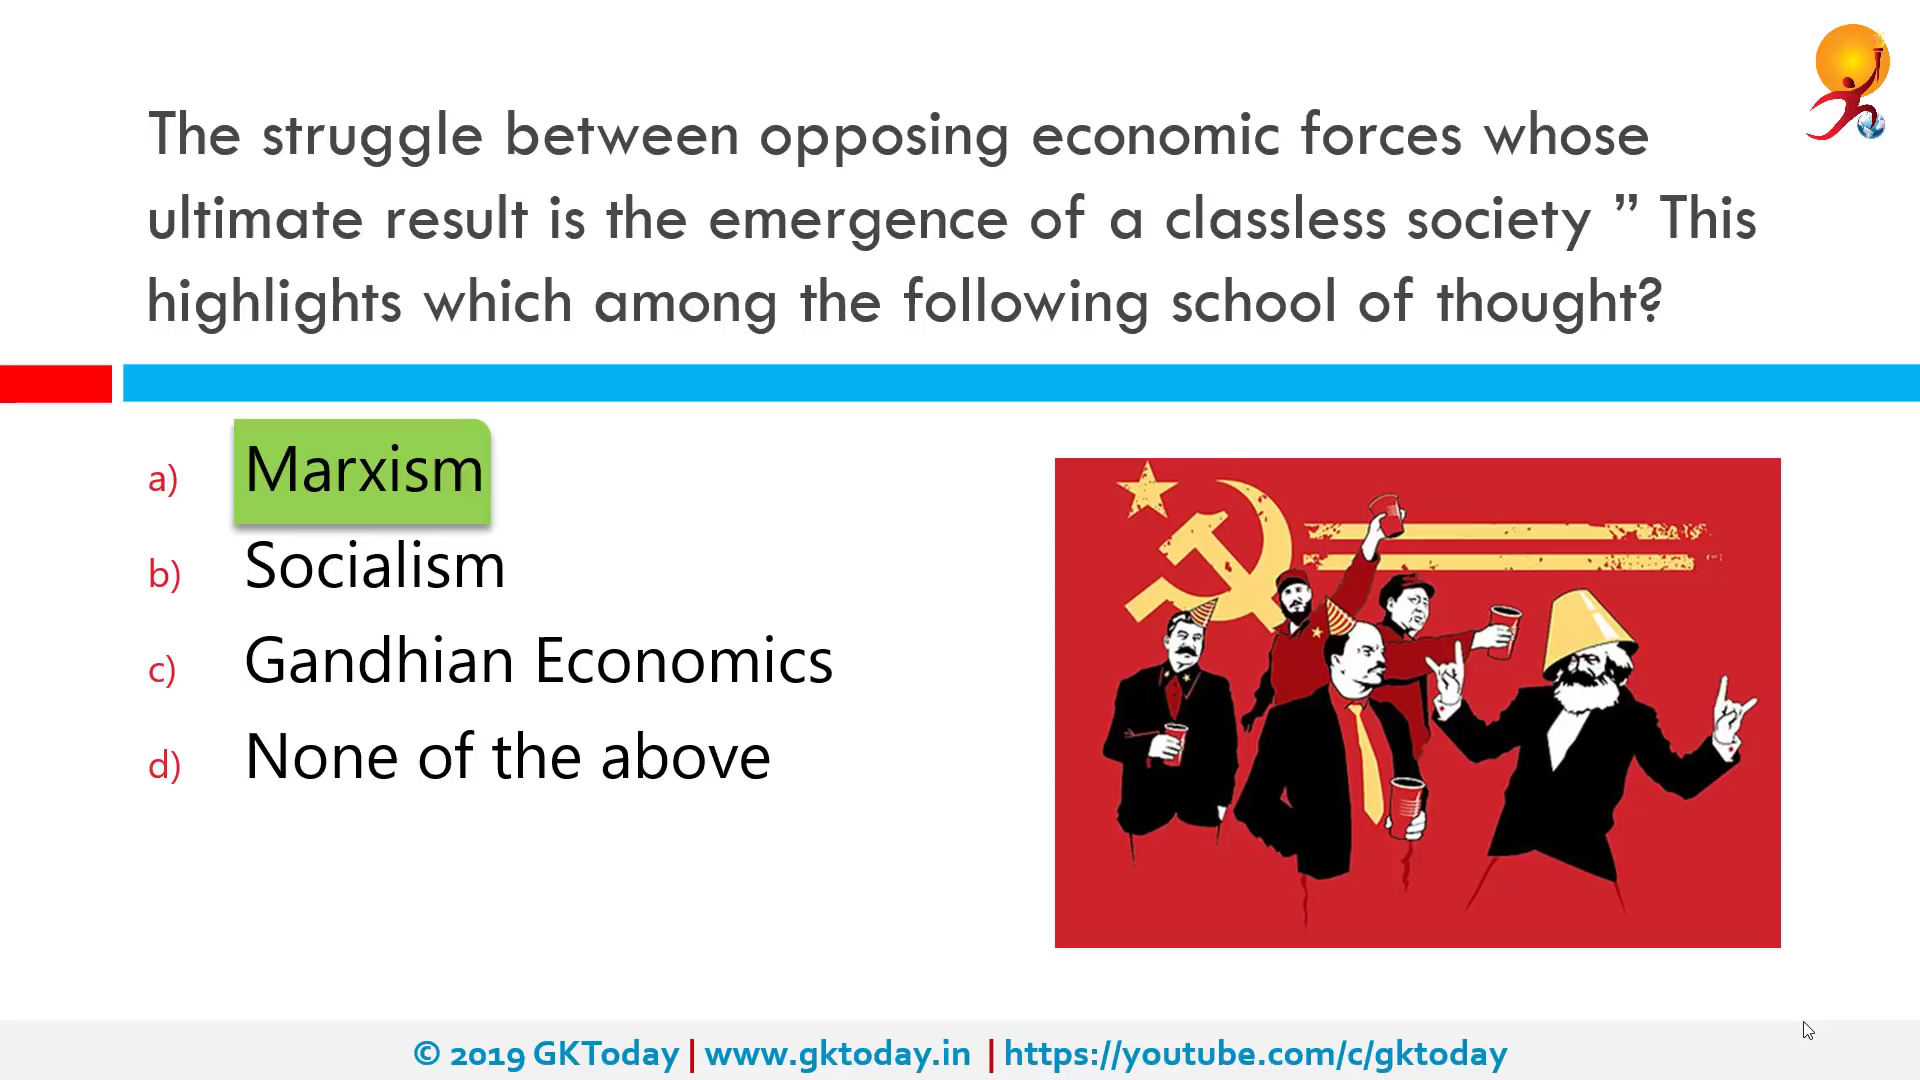 The struggle between opposing economic forces whose
ultimate result is the emergence of a classless society ” This
highlights which among the following school of thought?
a) Marxism
b) Socialism
c) Gandhian Economics
d) None of the above
© 2019 GKToday | www.gktoday.in | https://youtube.com/c/gktoday